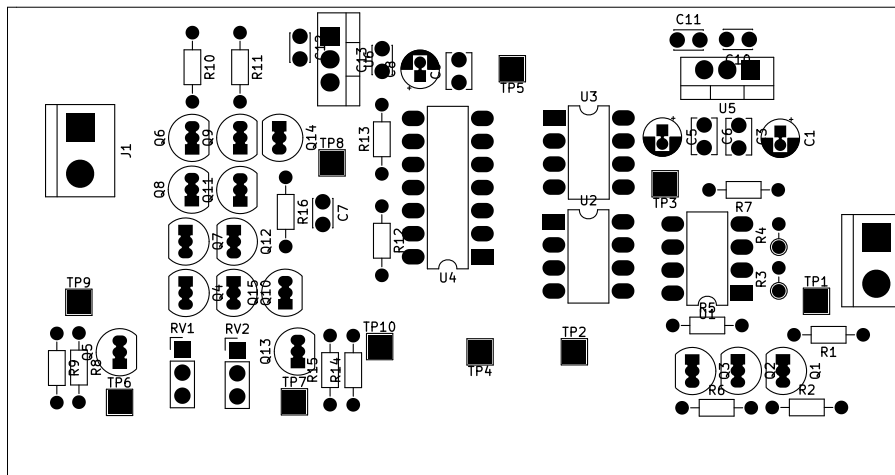 C11
C10
C12
C13
U6
C8
R10
R11
TP5
U5
U3
Q6
Q9
Q14
R13
TP8
C5
C6
C3
C1
J1
Q8
Q11
R16
C7
U2
TP3
R7
Q7
Q12
R12
U4
R4
R3
TP9
Q4
Q15
Q10
R5
U1
TP1
RV1
RV2
Q13
TP10
TP2
R1
Q5
R9
R8
R15
R14
TP4
Q3
Q2
Q1
TP6
TP7
R6
R2